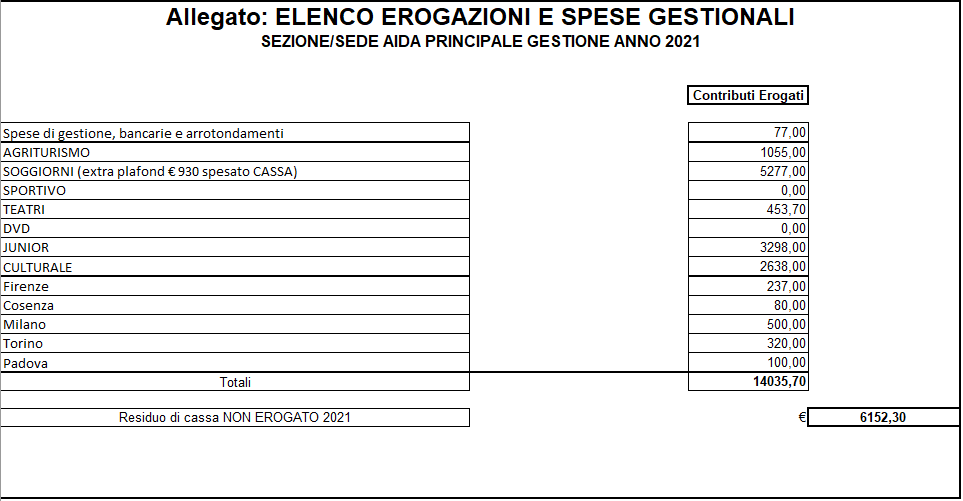 Allegato: ELENCO EROGAZIONI E SPESE GESTIONALI
SEZIONE/SEDE AIDA PRINCIPALE GESTIONE ANNO 2021
Contributi Erogati
Spese di gestione, bancarie e arrotondamenti 77,00
AGRITURISMO 1055,00
SOGGIORNI (extra plafond € 930 spesato CASSA) 5277,00
SPORTIVO 0,00
TEATRI 453,70
DVD 0,00
JUNIOR 3298,00
CULTURALE 2638,00
Firenze 237,00
Cosenza 80,00
Milano 500,00
Torino 320,00
Padova 100,00
Totali 14035,70
Residuo di cassa NON EROGATO 2021 € 6152,30